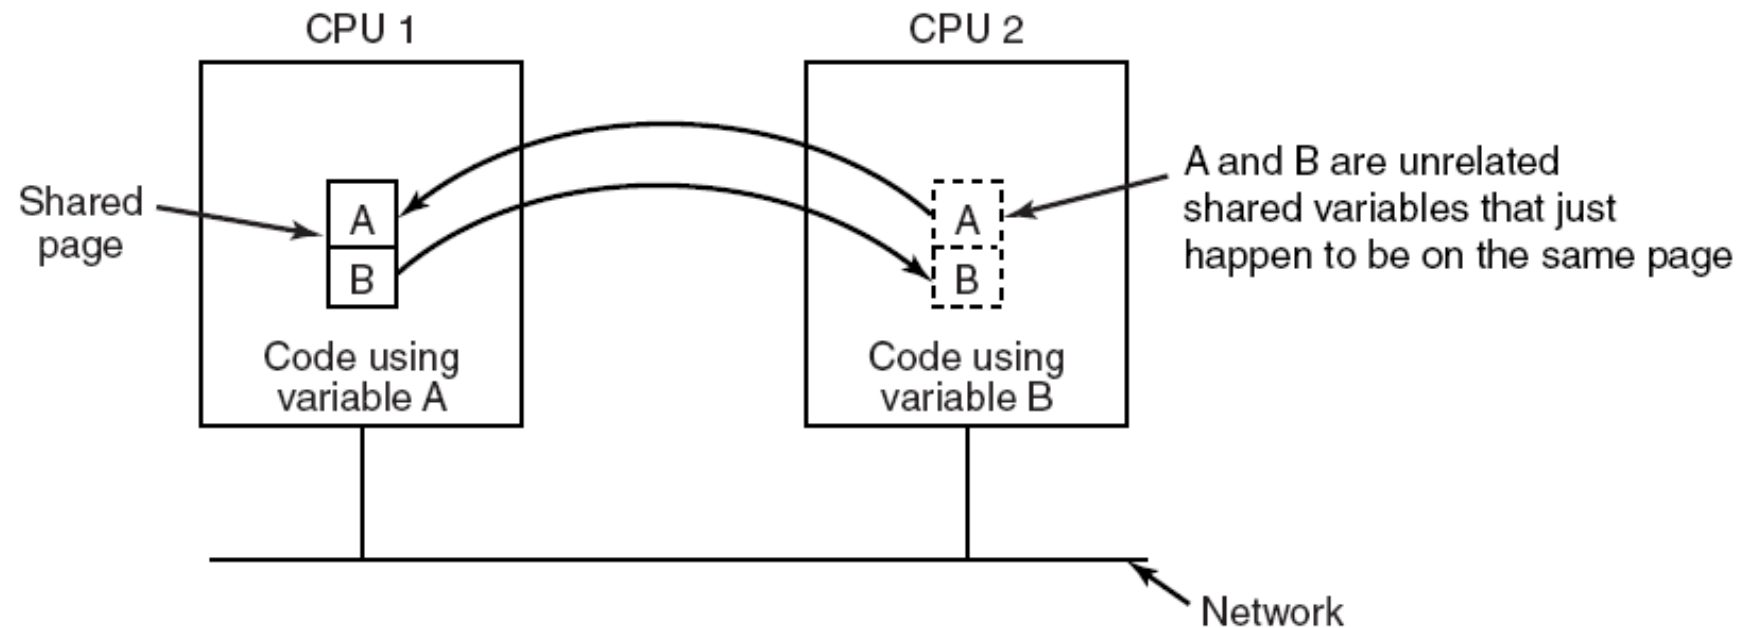 CPU 1
CPU 2
Shared
page
A
B
A
B
A and B are unrelated
shared variables that just
happen to be on the same page
Code using
variable A
Code using
variable B
Network